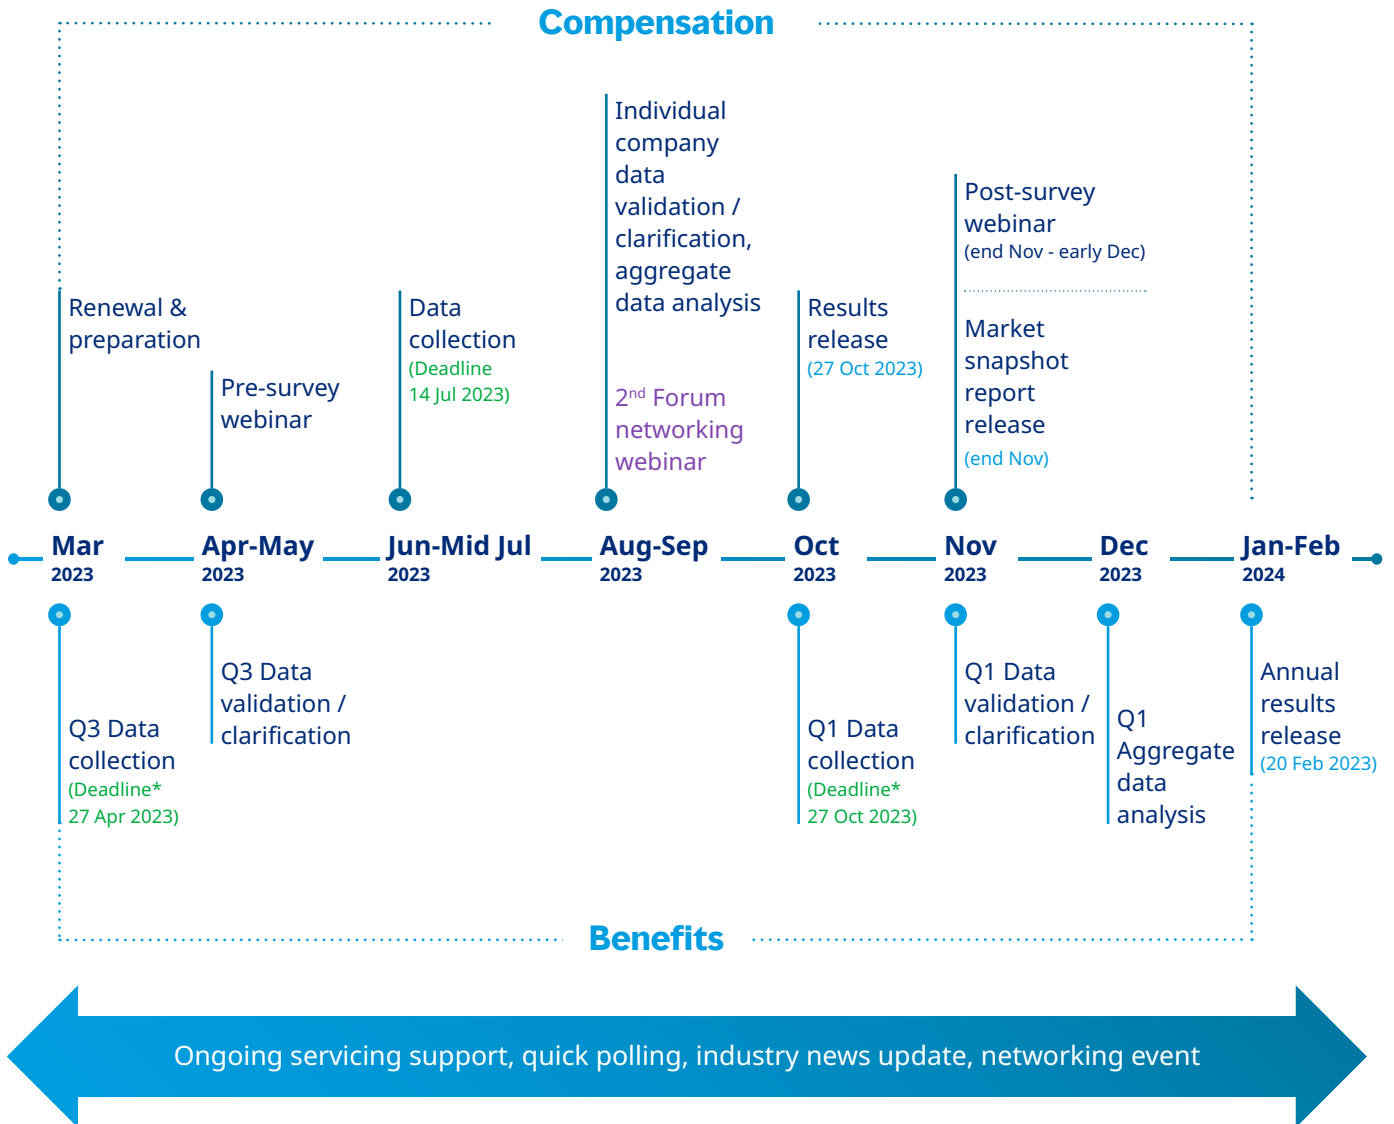 Compensation
Renewal &
preparation
Pre-survey
webinar
Data
collection
(Deadline
14 Jul 2023)
Individual
company
data
validation /
clarification,
aggregate
data analysis
2nd Forum
networking
webinar
Results
release
(27 Oct 2023)
Post-survey
webinar
(end Nov - early Dec)
Market
snapshot
report
release
(end Nov)
Mar
2023
Apr-May
2023
Jun-Mid Jul
2023
Aug-Sep
2023
Oct
2023
Nov
2023
Dec
2023
Jan-Feb
2024
Q3 Data
collection
(Deadline*
27 Apr 2023)
Q3 Data
validation /
clarification
Q1 Data
collection
(Deadline*
27 Oct 2023)
Q1 Data
validation /
clarification
Q1
Aggregate
data
analysis
Annual
results
release
(20 Feb 2023)
Benefits
Ongoing servicing support, quick polling, industry news update, networking event